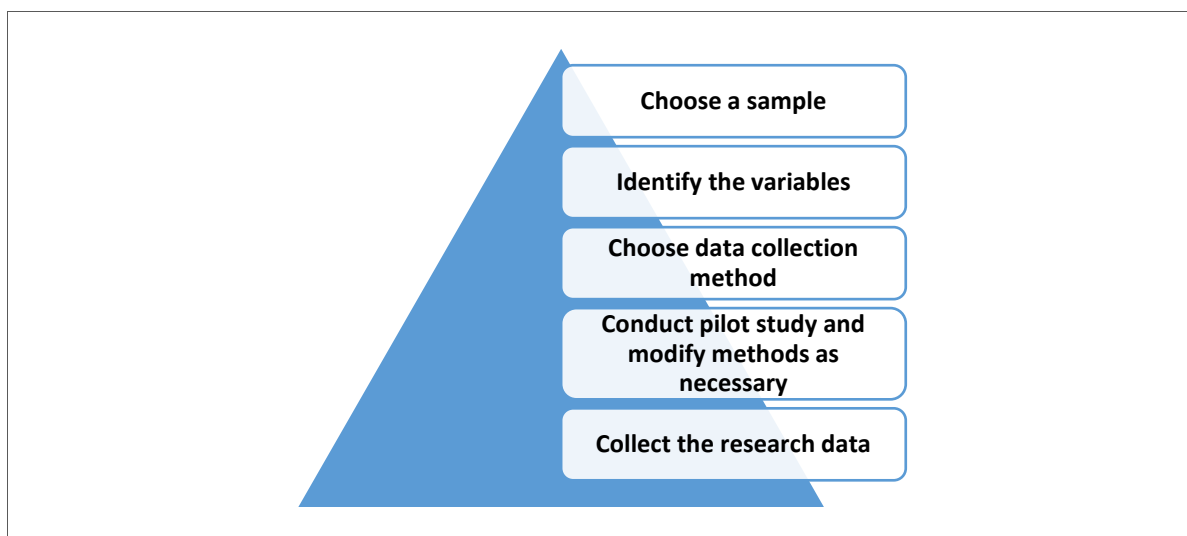 Choose a sample
Identify the variables
Choose data collection
method
Conduct pilot study and
modify methods as
necessary
Collect the research data